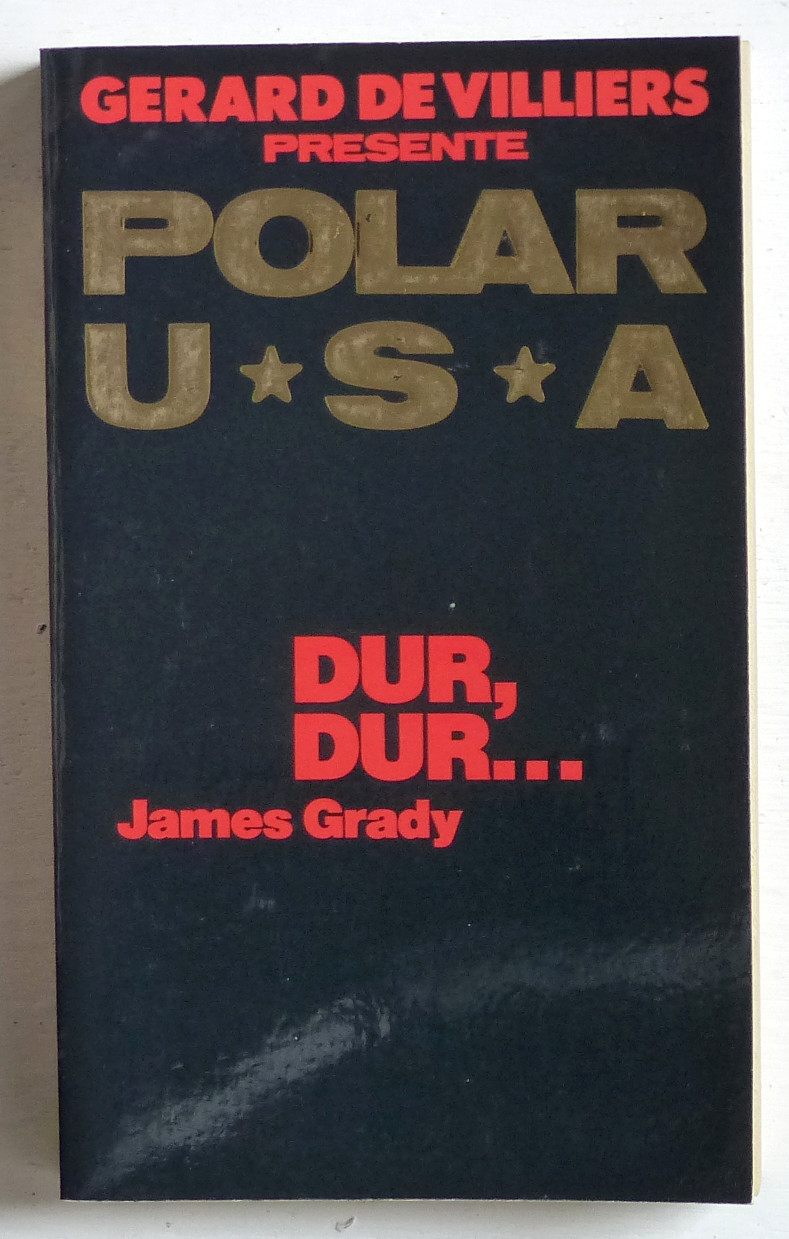 GERARD DE VILLIERS
PRESENTE
POLAR
U★S★A
DUR,
DUR...
James Grady